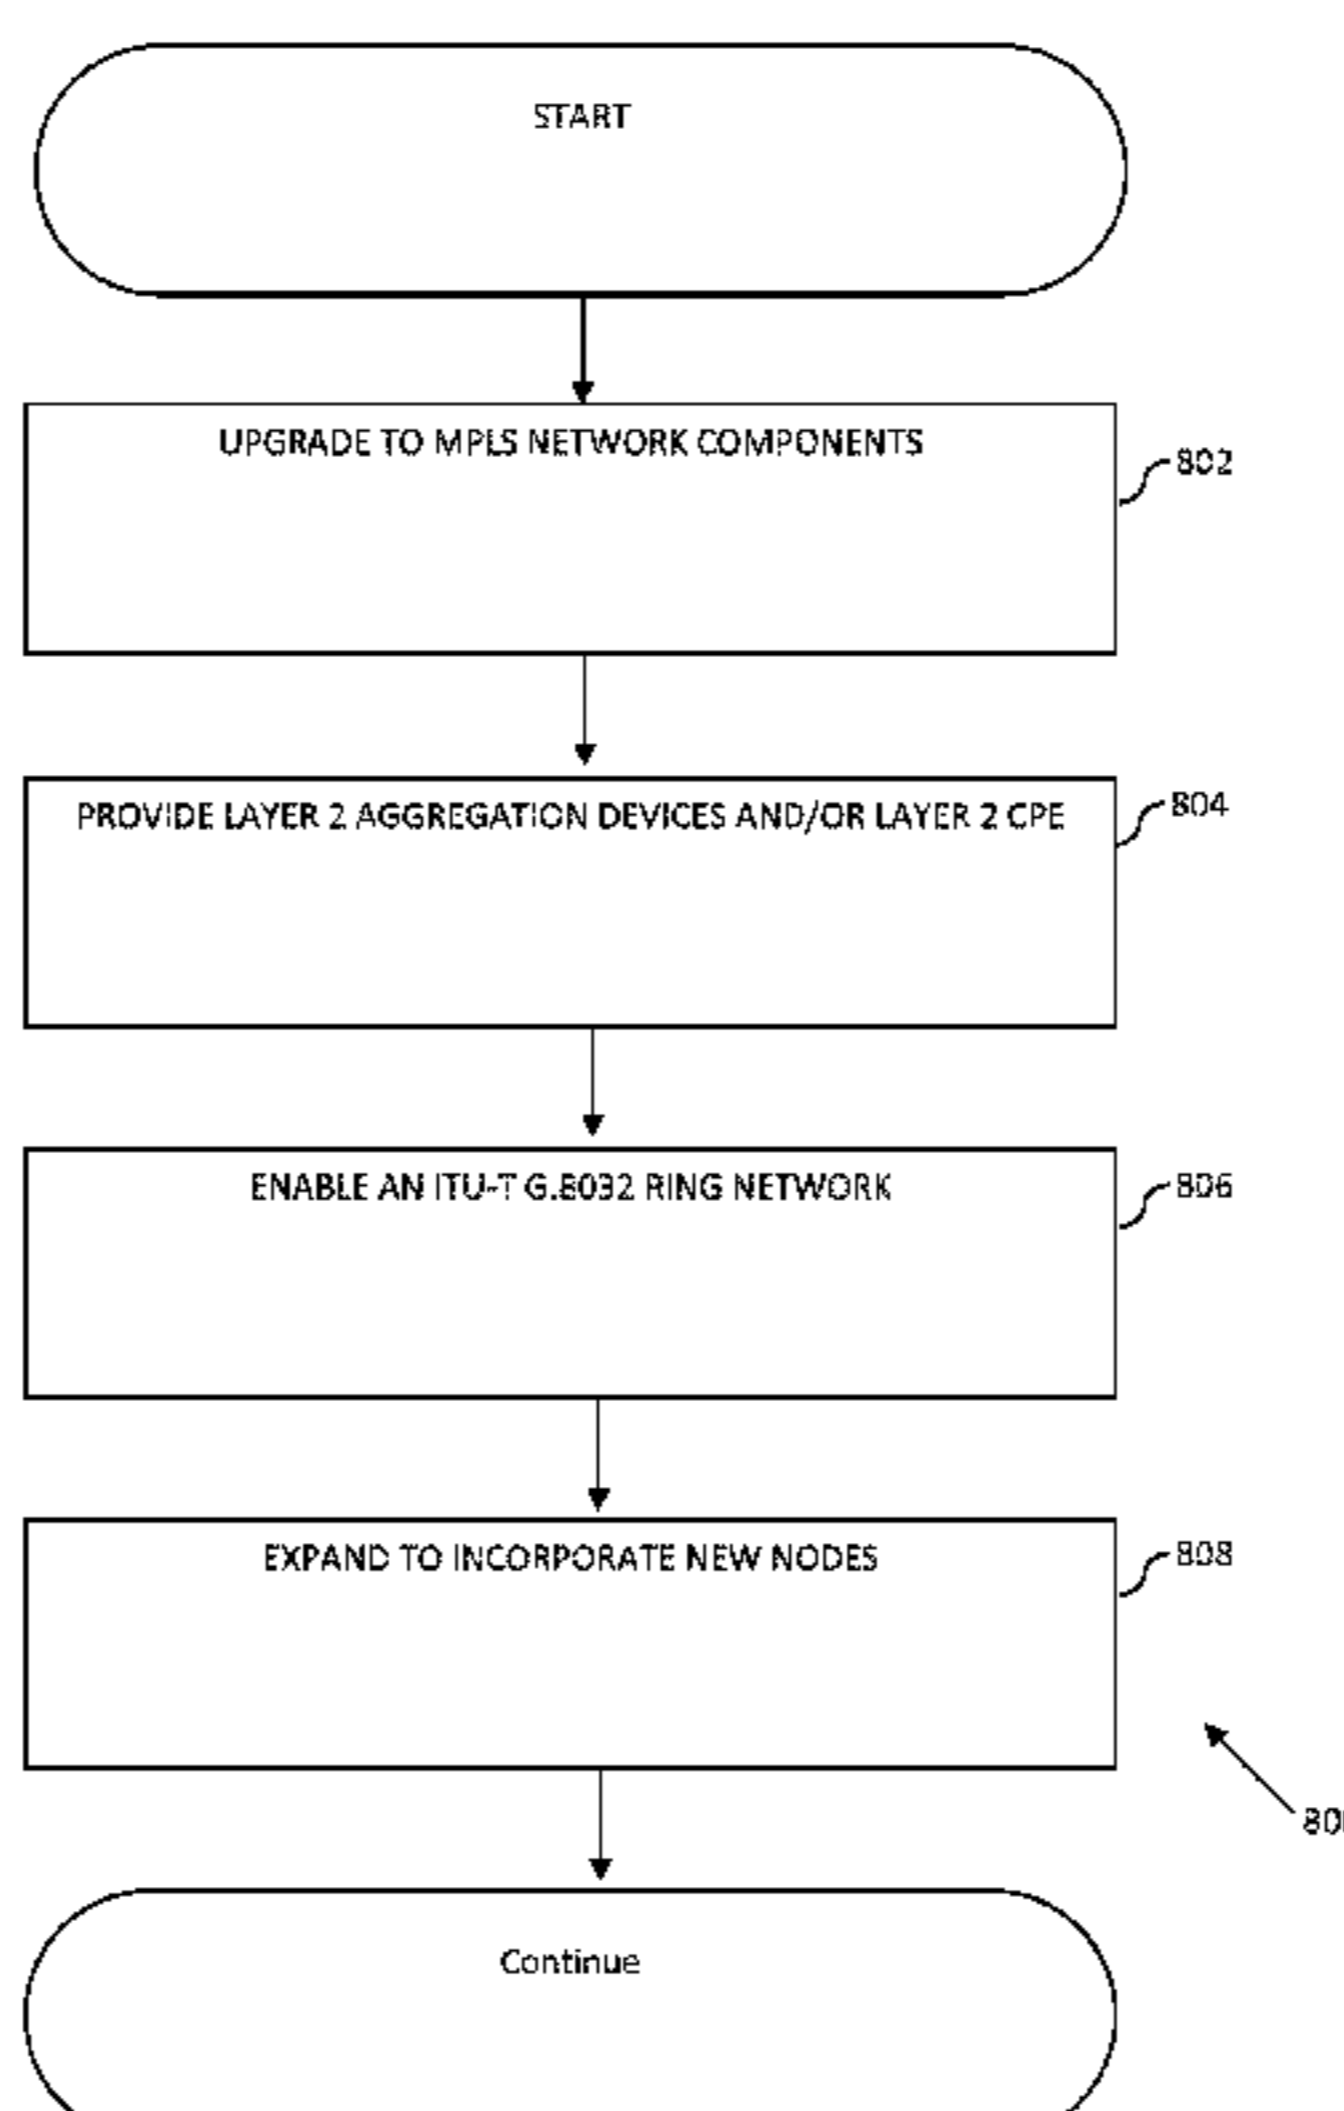 START
UPGRADE TO MPLS NETWORK COMPONENTS
802
PROVIDE LAYER 2 AGGREGATION DEVICES AND/OR LAYER 2 CPE
804
ENABLE AN ITU-T G.8032 RING NETWORK
806
EXPAND TO INCORPORATE NEW NODES
808
Continue